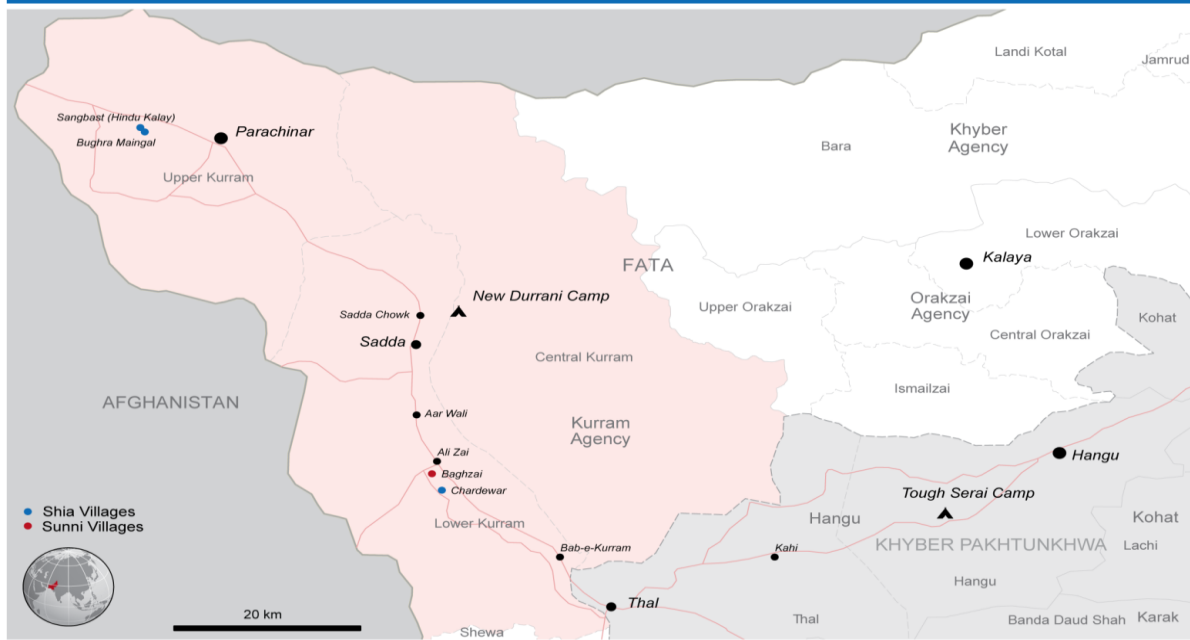 Landi Kotal
Jamrud
Sangbast (Hindu Kalay)
Parachinar
Khyber
Agency
Bughra Maingal
Bara
Upper Kurram
Lower Orakzai
FATA
Kalaya
New Durrani Camp
Upper Orakzai
Orakzai
Agency
Sadda Chowk
Kohat
Sadda
Central Orakzai
Central Kurram
Ismailzai
AFGHANISTAN
Aar Wali
Kurram
Agency
Ali Zai
Hangu
Baghzai
Chardewar
Tough Serai Camp
Shia Villages
Sunni Villages
Lower Kurram
Hangu
Kohat
Bab-e-Kurram
Kahi
KHYBER PAKHTUNKHWA
Lachi
Hangu
Thal
20 km
Thal
Banda Daud Shah
Karak
Shewa